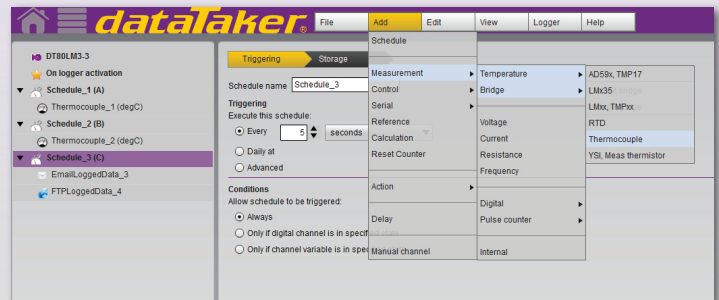 dataTaker®
File Add Edit View Logger Help
DT80LM3-3
On logger activation
Schedule_1 (A)
Thermocouple_1 (degC)
Schedule_2 (B)
Thermocouple_2 (degC)
Schedule_3 (C)
EmailLoggedData_3
FTPLoggedData_4
Triggering
Storage
Schedule name Schedule_3
Triggering
Execute this schedule:
Every 5 seconds
Daily at
Advanced
Conditions
Allow schedule to be triggered:
Always
Only if digital channel is in specified state
Only if channel variable is in spec
Schedule
Measurement
Control
Serial
Reference
Calculation
Reset Counter
Action
Delay
Manual channel
Temperature
Bridge
Voltage
Current
Resistance
Frequency
Digital
Pulse counter
Internal
AD59x, TMP17
LMx35
LMxx, TMPxx
RTD
Thermocouple
YSI, Meas thermistor